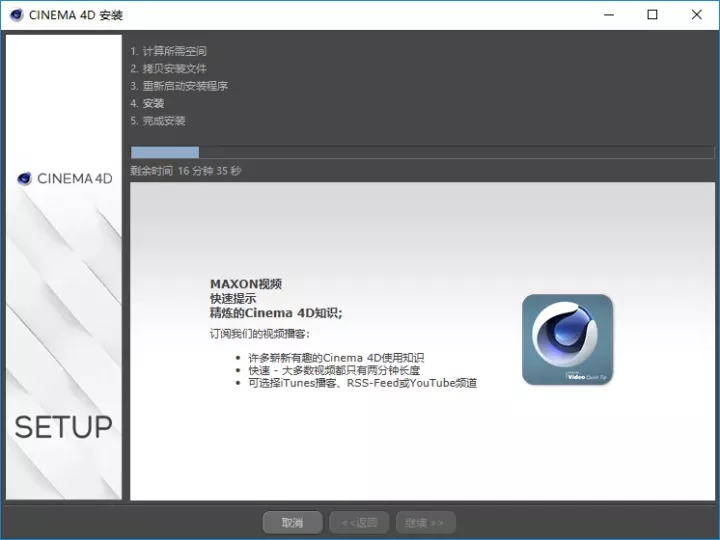 CINEMA 4D 安装
1. 计算所需空间
2. 拷贝安装文件
3. 重新启动安装程序
4. 安装
5. 完成安装
剩余时间 16 分钟 35 秒
CINEMA 4D
MAXON视频
快速提示
精炼的Cinema 4D知识;
订阅我们的视频播客:
• 许多崭新有趣的Cinema 4D使用知识
• 快速 - 大多数视频都只有两分钟长度
• 可选择iTunes播客、RSS-Feed或YouTube频道
Video Quick Tip
SETUP
取消
<<返回
继续 >>